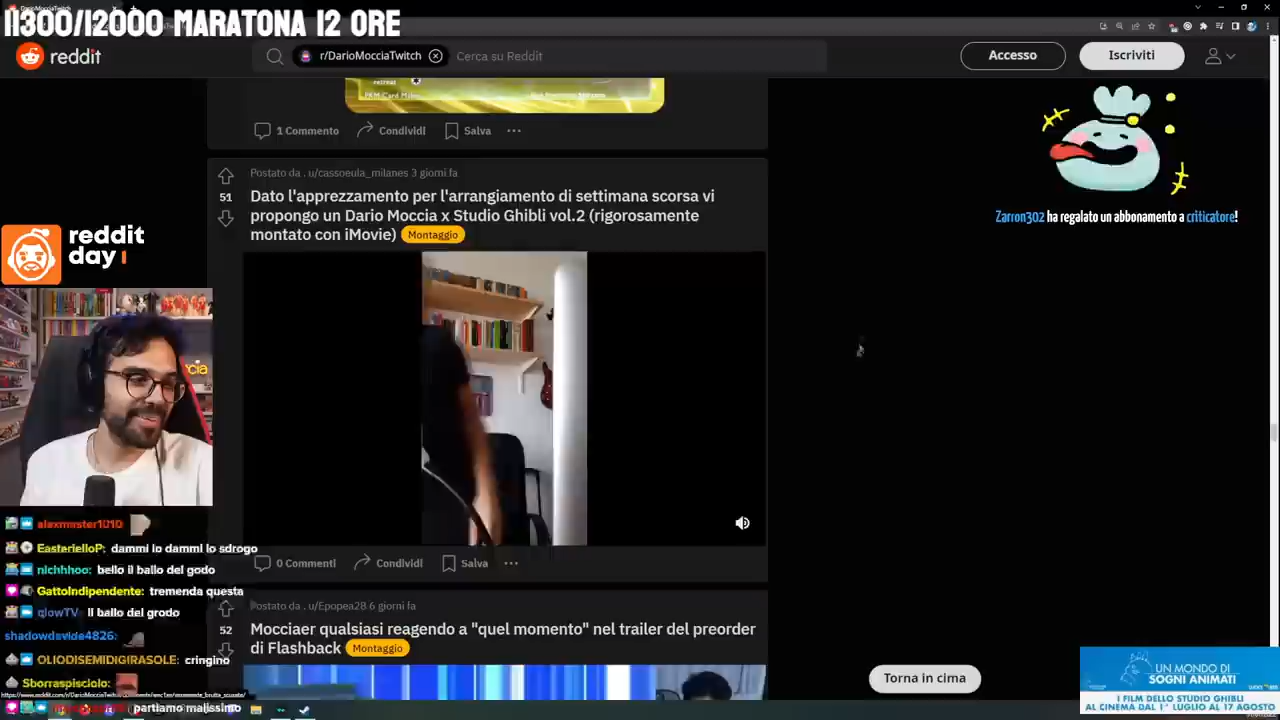 11300/12000 MARATONA 12 ORE
reddit
r/DarioMocciaTwitch
Cerca su Reddit
Accesso
Iscriviti
1 Commento
Condividi
Salva
Postato da . u/cassoeula_milanes 3 giorni fa
51
Dato l'apprezzamento per l'arrangiamento di settimana scorsa vi
propongo un Dario Moccia x Studio Ghibli vol.2 (rigorosamente
montato con iMovie)
Montaggio
Zarron302 ha regalato un abbonamento a criticatore!
reddit
day
cia
alexmaster1010
EasterielloP: dammi lo dammi lo sdrogo
nichhhoo: bello il ballo del godo
GattoIndipendente: tremenda questa
qlowTV: Il ballo del grodo
shadowdavide4826:
OLIODISEMIDIGIRASOLE: cringino
Sborraspisciolo:
partiamo malissimo
0 Commenti
Condividi
Salva
Postato da . u/Epopea28 6 giorni fa
52
Mocciaer qualsiasi reagendo a "quel momento" nel trailer del preorder
di Flashback
Montaggio
Torna in cima
UN MONDO DI
SOGNI ANIMATI
I FILM DELLO STUDIO GHIBLI
AL CINEMA DAL 1° LUGLIO AL 17 AGOSTO